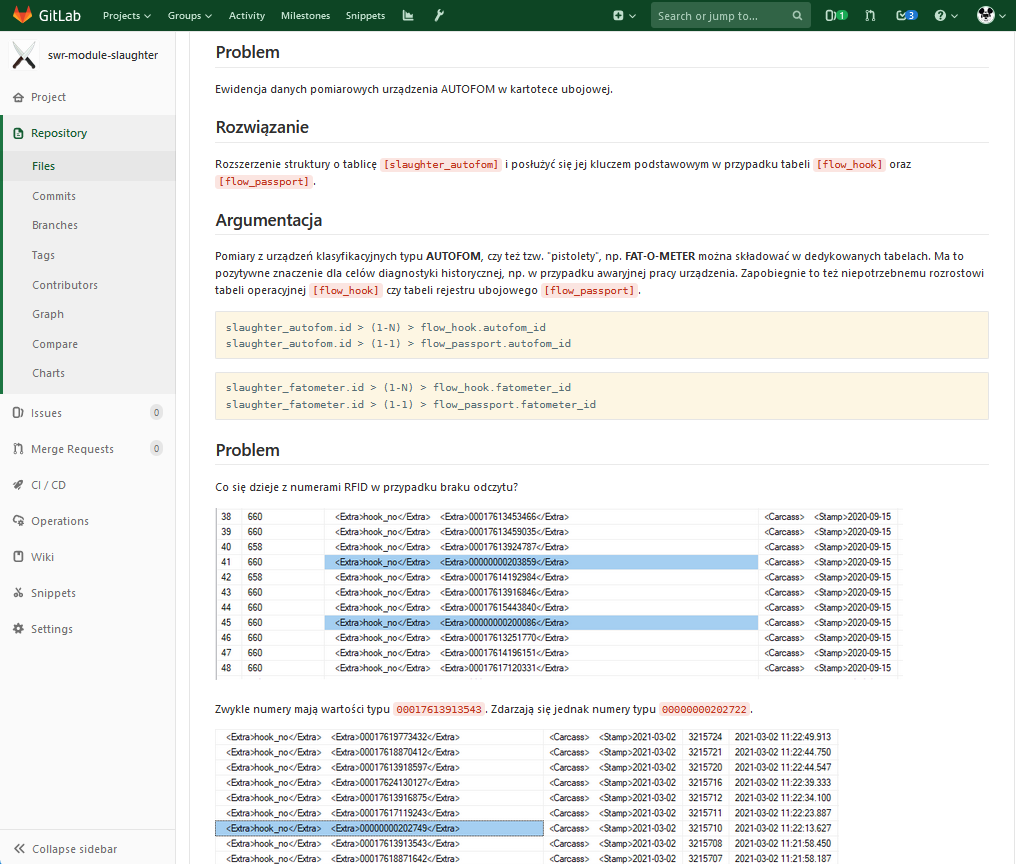 GitLab Projects Groups Activity Milestones Snippets Search or jump to... 1 3
swr-module-slaughter
Project
Repository
Files
Commits
Branches
Tags
Contributors
Graph
Compare
Charts
Issues 0
Merge Requests 0
CI / CD
Operations
Wiki
Snippets
Settings
Collapse sidebar
Problem
Ewidencja danych pomiarowych urządzenia AUTOFOM w kartotece ubojowej.
Rozwiązanie
Rozszerzenie struktury o tablicę [slaughter_autofom] i posłużyć się jej kluczem podstawowym w przypadku tabeli [flow_hook] oraz
[flow_passport].
Argumentacja
Pomiary z urządzeń klasyfikacyjnych typu AUTOFOM, czy też tzw. "pistolety", np. FAT-O-METER można składować w dedykowanych tabelach. Ma to
pozytywne znaczenie dla celów diagnostyki historycznej, np. w przypadku awaryjnej pracy urządzenia. Zapobiegnie to też niepotrzebnemu rozrostowi
tabeli operacyjnej [flow_hook] czy tabeli rejestru ubojowego [flow_passport].
slaughter_autofom.id > (1-N) > flow_hook.autofom_id
slaughter_autofom.id > (1-1) > flow_passport.autofom_id
slaughter_fatometer.id > (1-N) > flow_hook.fatometer_id
slaughter_fatometer.id > (1-1) > flow_passport.fatometer_id
Problem
Co się dzieje z numerami RFID w przypadku braku odczytu?
38 660 <Extra>hook_no</Extra> <Extra>00017613453466</Extra> <Carcass> <Stamp>2020-09-15
39 660 <Extra>hook_no</Extra> <Extra>00017613459035</Extra> <Carcass> <Stamp>2020-09-15
40 658 <Extra>hook_no</Extra> <Extra>00017613924787</Extra> <Carcass> <Stamp>2020-09-15
41 660 <Extra>hook_no</Extra> <Extra>00000000203859</Extra> <Carcass> <Stamp>2020-09-15
42 658 <Extra>hook_no</Extra> <Extra>00017614192984</Extra> <Carcass> <Stamp>2020-09-15
43 660 <Extra>hook_no</Extra> <Extra>00017613916846</Extra> <Carcass> <Stamp>2020-09-15
44 660 <Extra>hook_no</Extra> <Extra>00017615443840</Extra> <Carcass> <Stamp>2020-09-15
45 660 <Extra>hook_no</Extra> <Extra>00000000200086</Extra> <Carcass> <Stamp>2020-09-15
46 660 <Extra>hook_no</Extra> <Extra>00017613251770</Extra> <Carcass> <Stamp>2020-09-15
47 660 <Extra>hook_no</Extra> <Extra>00017614196151</Extra> <Carcass> <Stamp>2020-09-15
48 660 <Extra>hook_no</Extra> <Extra>00017617120331</Extra> <Carcass> <Stamp>2020-09-15
Zwykle numery mają wartości typu 00017613913543. Zdarzają się jednak numery typu 00000000202722.
<Extra>hook_no</Extra> <Extra>00017619773432</Extra> <Carcass> <Stamp>2021-03-02 3215724 2021-03-02 11:22:49.913
<Extra>hook_no</Extra> <Extra>00017618870412</Extra> <Carcass> <Stamp>2021-03-02 3215721 2021-03-02 11:22:44.750
<Extra>hook_no</Extra> <Extra>00017613918597</Extra> <Carcass> <Stamp>2021-03-02 3215720 2021-03-02 11:22:44.547
<Extra>hook_no</Extra> <Extra>00017624130127</Extra> <Carcass> <Stamp>2021-03-02 3215716 2021-03-02 11:22:39.333
<Extra>hook_no</Extra> <Extra>00017613916875</Extra> <Carcass> <Stamp>2021-03-02 3215712 2021-03-02 11:22:34.100
<Extra>hook_no</Extra> <Extra>00017617119243</Extra> <Carcass> <Stamp>2021-03-02 3215711 2021-03-02 11:22:23.887
<Extra>hook_no</Extra> <Extra>00000000202749</Extra> <Carcass> <Stamp>2021-03-02 3215710 2021-03-02 11:22:13.627
<Extra>hook_no</Extra> <Extra>00017613913543</Extra> <Carcass> <Stamp>2021-03-02 3215708 2021-03-02 11:21:58.450
<Extra>hook_no</Extra> <Extra>00017618871642</Extra> <Carcass> <Stamp>2021-03-02 3215707 2021-03-02 11:21:58.187